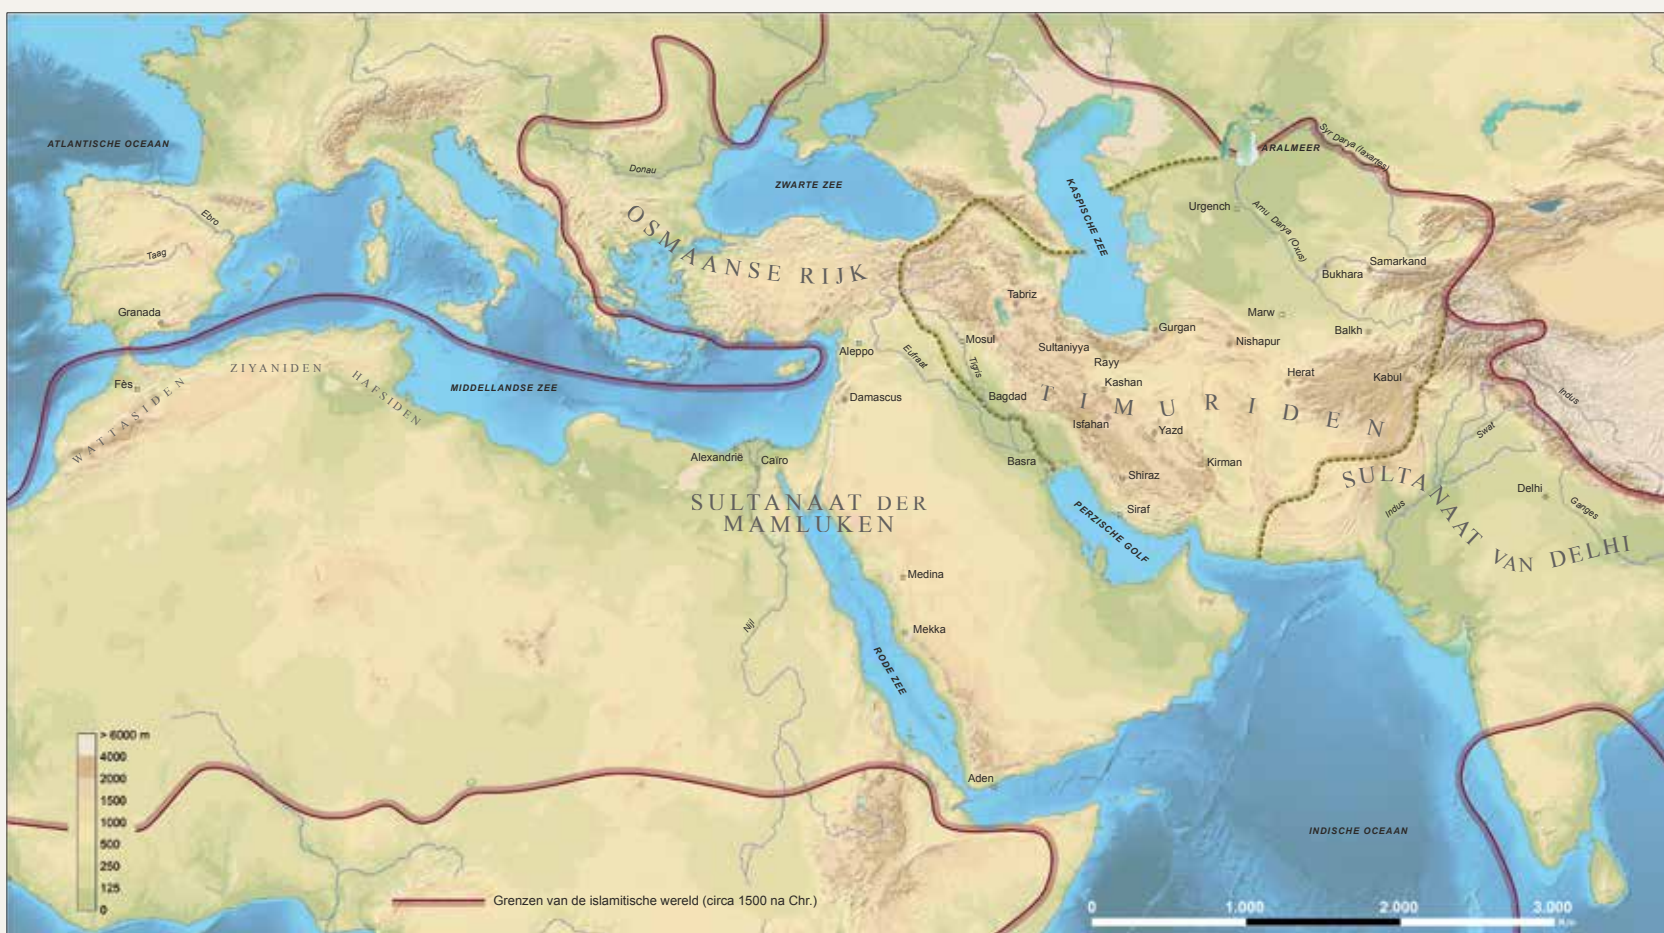 ATLANTISCHE OCEAAN
Donau
ZWARTE ZEE
KASPISCHE ZEE
ARALMEER
Syr Darya (Iaxartes)
Urgench
Amu Darya (Oxus)
Bukhara
Samarkand
Ebro
Taag
Granada
OSMAANSE RIJK
Tabriz
Marw
Gurgan
Nishapur
Balkh
Mosul
Sultaniyya
Rayy
Aleppo
Eufraat
Tigris
Kashan
Herat
Kabul
Fès
WATTASIDEN
ZIYANIDEN
HAFSIDEN
MIDDELLANDSE ZEE
Damascus
Bagdad
TIMURIDEN
Isfahan
Yazd
Indus
Swat
Alexandrië
Caïro
Basra
Kirman
Shiraz
SULTANAAT DER
MAMLUKEN
Siraf
PERZISCHE GOLF
SULTANAAT VAN DELHI
Indus
Delhi
Ganges
Medina
Nijl
Mekka
RODE ZEE
Aden
INDISCHE OCEAAN
> 6000 m
4000
2000
1500
1000
500
250
125
0
Grenzen van de islamitische wereld (circa 1500 na Chr.)
0 1.000 2.000 3.000
Km